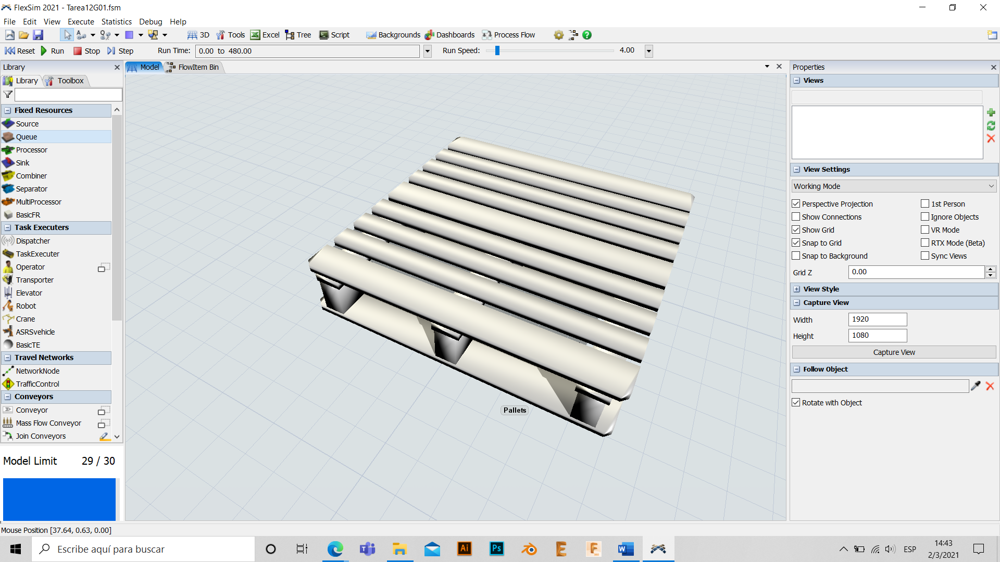 FlexSim 2021 - Tarea12G01.fsm
File Edit View Execute Statistics Debug Help
3D Tools Excel Tree Script Backgrounds Dashboards Process Flow
Reset Run Stop Step Run Time: 0.00 to 480.00 Run Speed: 4.00
Library
Library Toolbox
Fixed Resources
Source
Queue
Processor
Sink
Combiner
Separator
MultiProcessor
BasicFR
Task Executers
Dispatcher
TaskExecuter
Operator
Transporter
Elevator
Robot
Crane
ASRSvehicle
BasicTE
Travel Networks
NetworkNode
TrafficControl
Conveyors
Conveyor
Mass Flow Conveyor
Join Conveyors
Model Limit 29 / 30
Model FlowItem Bin
Pallets
Properties
Views
View Settings
Working Mode
Perspective Projection 1st Person
Show Connections Ignore Objects
Show Grid VR Mode
Snap to Grid RTX Mode (Beta)
Snap to Background Sync Views
Grid Z 0.00
View Style
Capture View
Width 1920
Height 1080
Capture View
Follow Object
Rotate with Object
Mouse Position [37.64, 0.63, 0.00]
Escribe aquí para buscar
Ai
Ps
ESP
14:43
2/3/2021